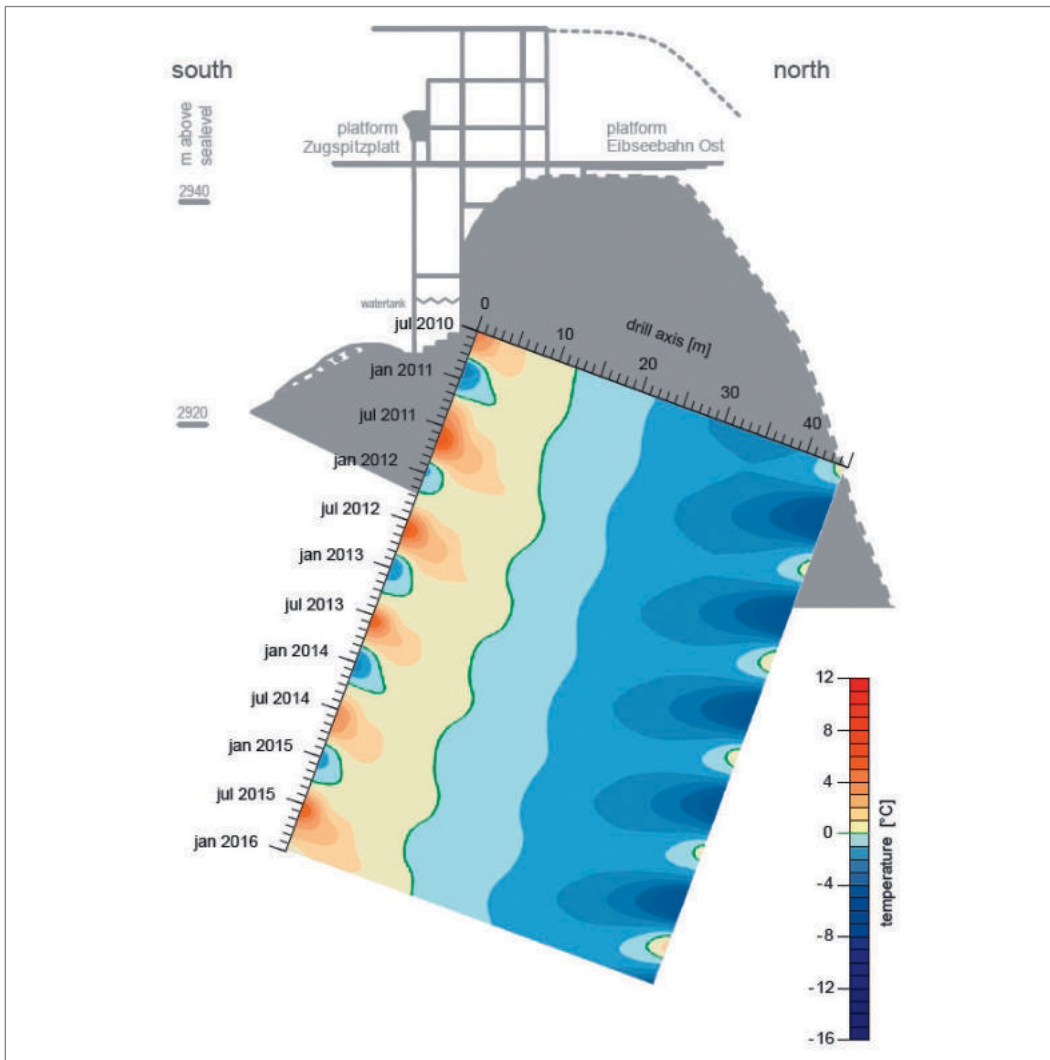 south
north
m above
sealevel
platform
Zugspitzplatt
platform
Eibseebahn Ost
2940
watertank
2920
0
10
20
30
40
drill axis [m]
jul 2010
jan 2011
jul 2011
jan 2012
jul 2012
jan 2013
jul 2013
jan 2014
jul 2014
jan 2015
jul 2015
jan 2016
12
8
4
0
-4
-8
-12
-16
temperature [°C]